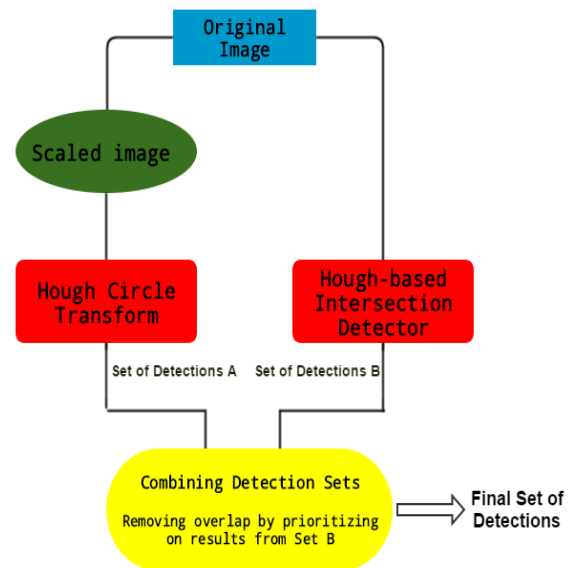 Original
Image
Scaled image
Hough Circle
Transform
Hough-based
Intersection
Detector
Set of Detections A
Set of Detections B
Combining Detection Sets
Removing overlap by prioritizing
on results from Set B
Final Set of
Detections